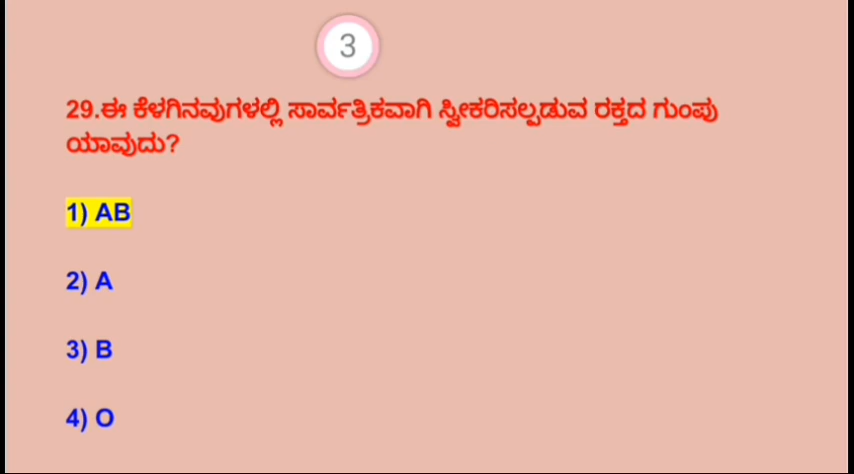 3
29.ಈ ಕೆಳಗಿನವುಗಳಲ್ಲಿ ಸಾರ್ವತ್ರಿಕವಾಗಿ ಸ್ವೀಕರಿಸಲ್ಪಡುವ ರಕ್ತದ ಗುಂಪು
ಯಾವುದು?
1) AB
2) A
3) B
4) O